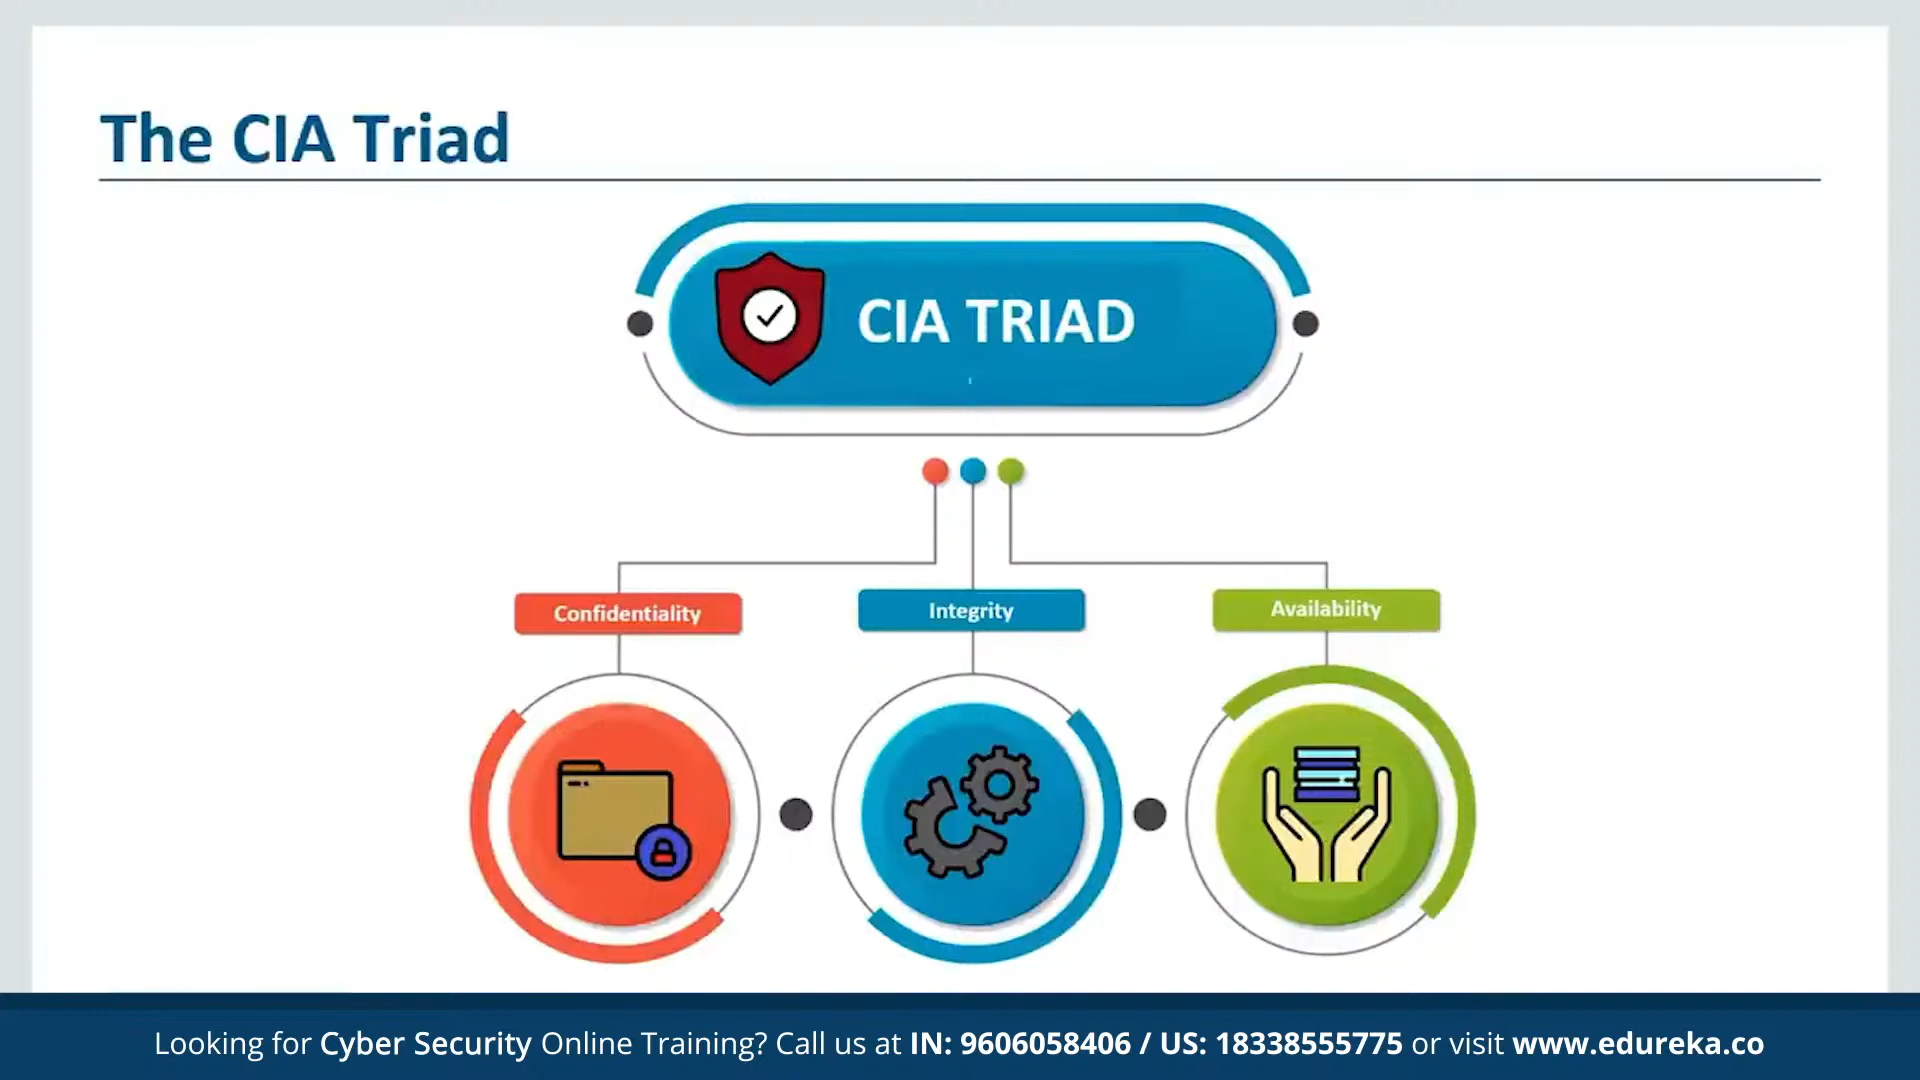 The CIA Triad
CIA TRIAD
Confidentiality
Integrity
Availability
Looking for Cyber Security Online Training? Call us at IN: 9606058406 / US: 18338555775 or visit www.edureka.co